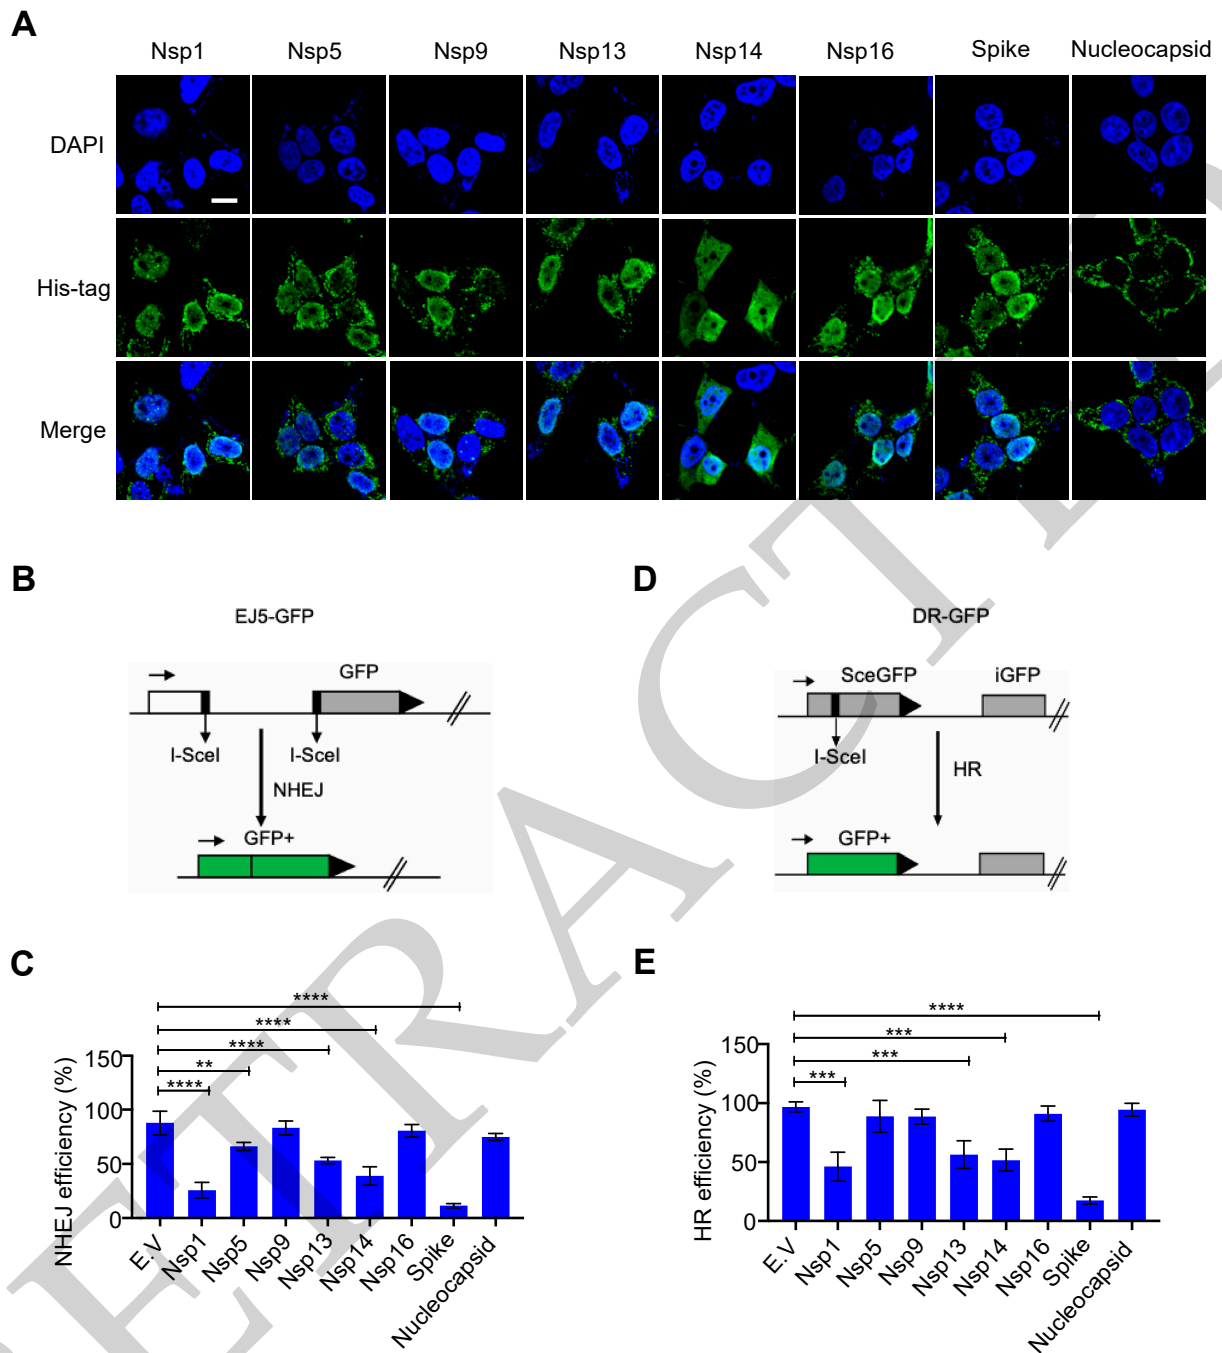 A
Nsp1 Nsp5 Nsp9 Nsp13 Nsp14 Nsp16 Spike Nucleocapsid
DAPI
His-tag
Merge
B
EJ5-GFP
GFP
I-SceI I-SceI
NHEJ
GFP+
D
DR-GFP
SceGFP iGFP
I-SceI
HR
GFP+
C
****
****
****
**
****
NHEJ efficiency (%)
150
100
50
0
E.V Nsp1 Nsp5 Nsp9 Nsp13 Nsp14 Nsp16 Spike Nucleocapsid
E
****
***
***
***
HR efficiency (%)
150
100
50
0
E.V Nsp1 Nsp5 Nsp9 Nsp13 Nsp14 Nsp16 Spike Nucleocapsid
ETRACT